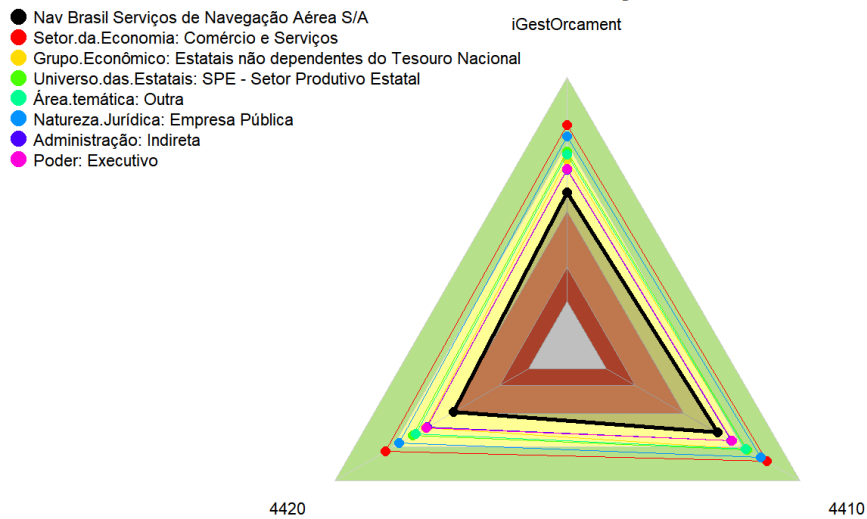 Nav Brasil Serviços de Navegação Aérea S/A
Setor.da.Economia: Comércio e Serviços
Grupo.Econômico: Estatais não dependentes do Tesouro Nacional
Universo.das.Estatais: SPE - Setor Produtivo Estatal
Área.temática: Outra
Natureza.Jurídica: Empresa Pública
Administração: Indireta
Poder: Executivo
iGestOrcament
4420
4410